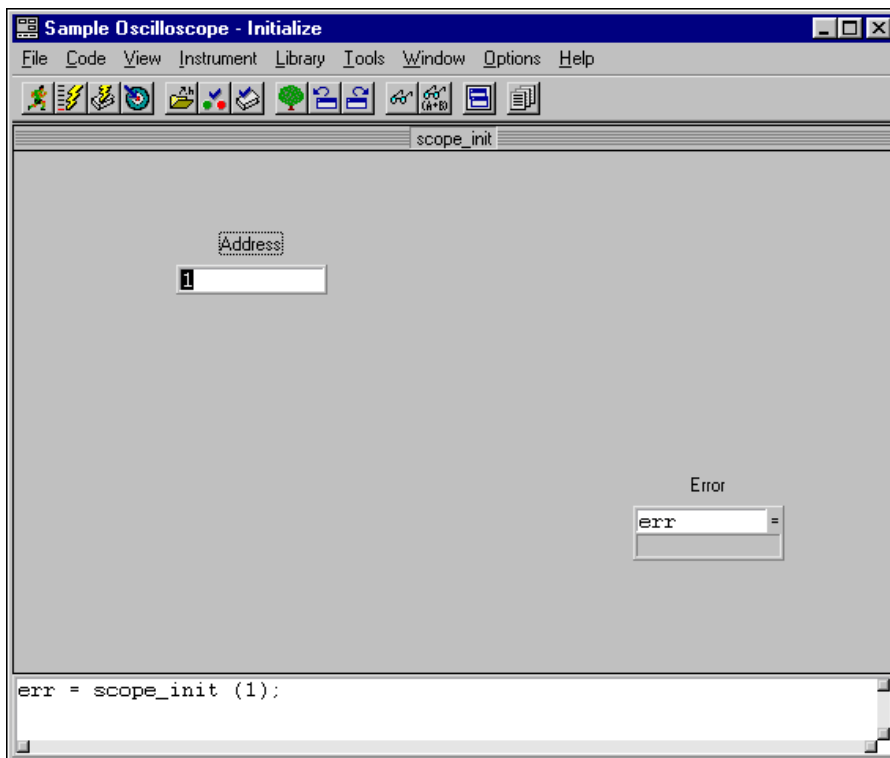 Sample Oscilloscope - Initialize
File Code View Instrument Library Tools Window Options Help
scope_init
Address
1
Error
err =
err = scope_init (1);